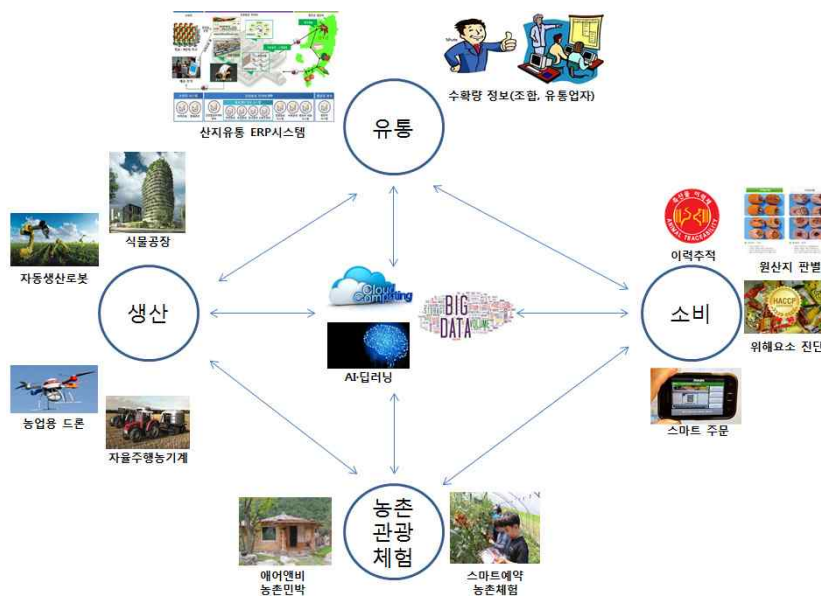 산지유통 ERP시스템
수확량 정보(조합, 유통업자)
유통
식물공장
자동생산로봇
ANIMAL TRACEABILITY
이력추적
원산지 판별
생산
Cloud
Computing
BIG
DATA
VOLUME
AI·딥러닝
소비
HACCP
위해요소 진단
농업용 드론
자율주행농기계
스마트 주문
농촌
관광
체험
애어앤비
농촌민박
스마트예약
농촌체험